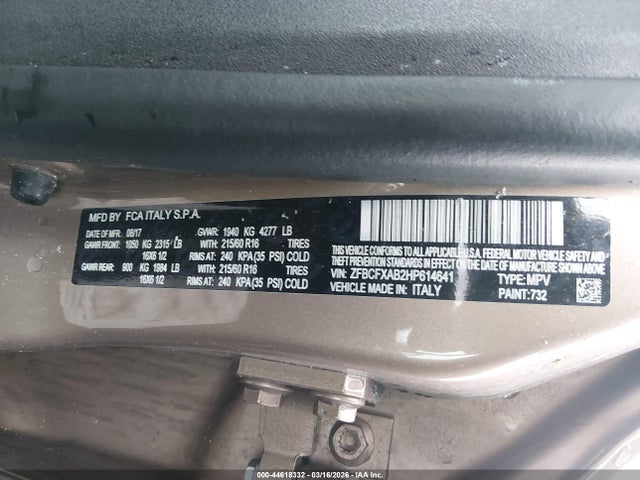 MFD BY FCA ITALY S.P.A.
DATE OF MFR. 08/17 GVWR: 1940 KG 4277 LB
GAWR FRONT: 1050 KG 2315 LB WITH: 215/60 R16 TIRES
16X6 1/2 RIMS AT: 240 KPA (35 PSI) COLD
GAWR REAR: 900 KG 1984 LB WITH: 215/60 R16 TIRES
16X6 1/2 RIMS AT: 240 KPA (35 PSI) COLD
THIS VEHICLE CONFORMS TO ALL APPLICABLE U.S.A. FEDERAL MOTOR VEHICLE SAFETY AND
THEFT PREVENTION STANDARDS IN EFFECT ON THE DATE OF MANUFACTURE SHOWN ABOVE.
VIN: ZFBCFXAB2HP614641 TYPE: MPV
VEHICLE MADE IN: ITALY PAINT: 732
000-44618332 - 03/16/2026 - IAA Inc.